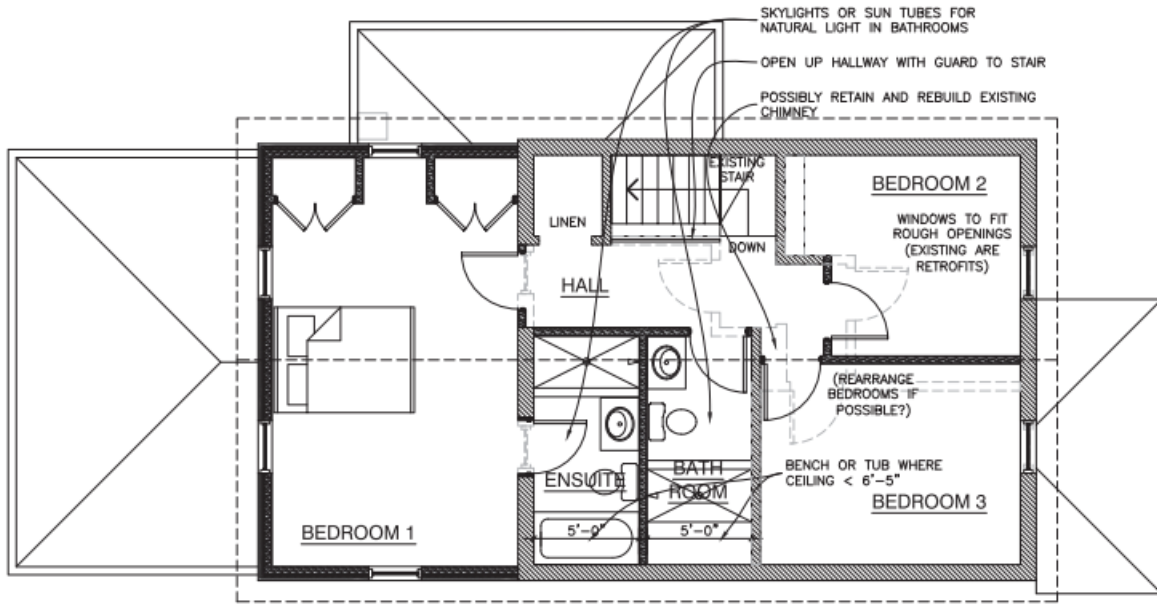 SKYLIGHTS OR SUN TUBES FOR
NATURAL LIGHT IN BATHROOMS
OPEN UP HALLWAY WITH GUARD TO STAIR
POSSIBLY RETAIN AND REBUILD EXISTING
CHIMNEY
EXISTING
STAIR
BEDROOM 2
LINEN
WINDOWS TO FIT
ROUGH OPENINGS
(EXISTING ARE
RETROFITS)
DOWN
HALL
(REARRANGE
BEDROOMS IF
POSSIBLE?)
BENCH OR TUB WHERE
CEILING < 6'-5"
ENSUITE
BATH
ROOM
BEDROOM 3
BEDROOM 1
5'-0"
5'-0"